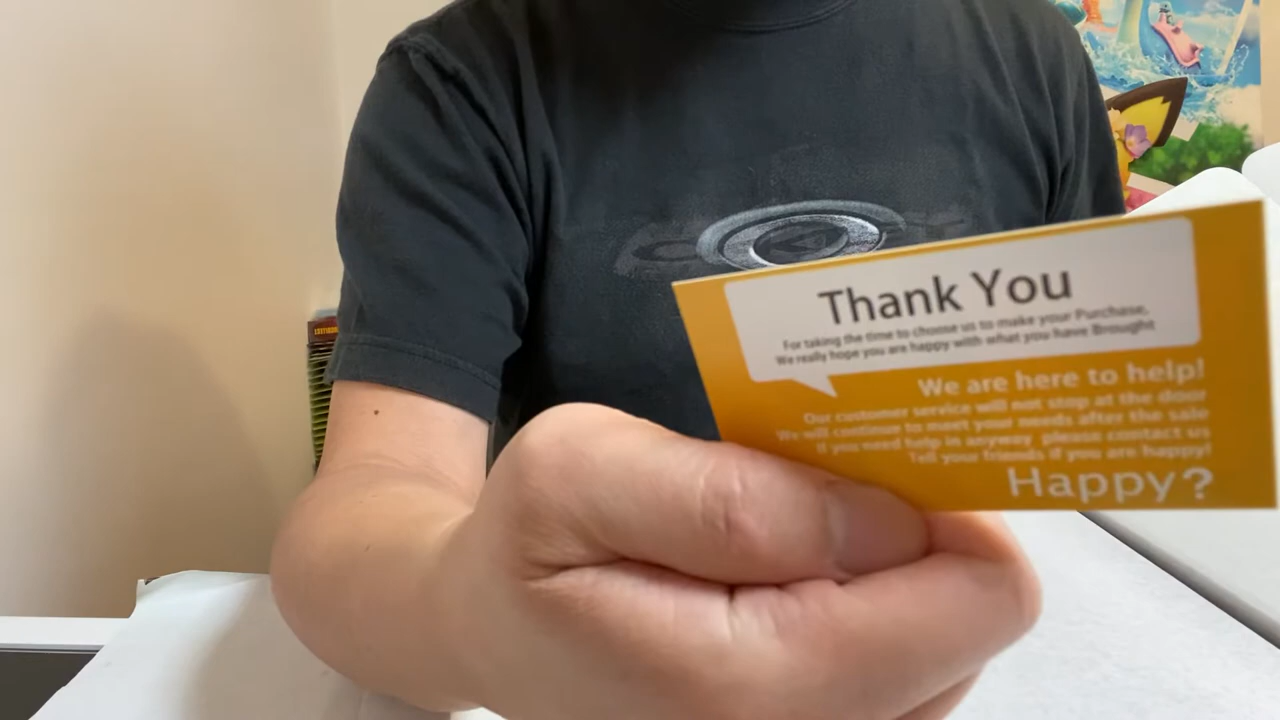 Thank You
For taking the time to choose us to make your Purchase,
We really hope you are happy with what you have Brought
We are here to help!
Our customer service will not stop at the door
We will continue to meet your needs after the sale
if you need help in anyway please contact us
Tell your friends if you are happy!
Happy?